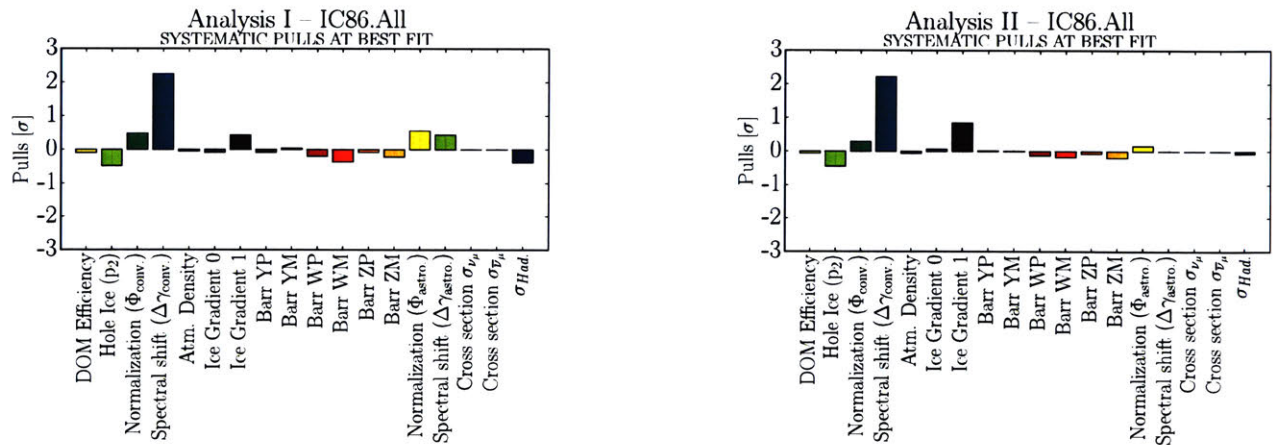 Analysis I – IC86.All
SYSTEMATIC PULLS AT BEST FIT
Pulls [σ]
3
2
1
0
-1
-2
-3
DOM Efficiency
Hole Ice (p₂)
Normalization (Φconv.)
Spectral shift (Δγconv.)
Atm. Density
Ice Gradient 0
Ice Gradient 1
Barr YP
Barr YM
Barr WP
Barr WM
Barr ZP
Barr ZM
Normalization (Φastro.)
Spectral shift (Δγastro.)
Cross section σνμ
Cross section σν̄μ
σHad.
Analysis II – IC86.All
SYSTEMATIC PULLS AT BEST FIT
Pulls [σ]
3
2
1
0
-1
-2
-3
DOM Efficiency
Hole Ice (p₂)
Normalization (Φconv.)
Spectral shift (Δγconv.)
Atm. Density
Ice Gradient 0
Ice Gradient 1
Barr YP
Barr YM
Barr WP
Barr WM
Barr ZP
Barr ZM
Normalization (Φastro.)
Spectral shift (Δγastro.)
Cross section σνμ
Cross section σν̄μ
σHad.